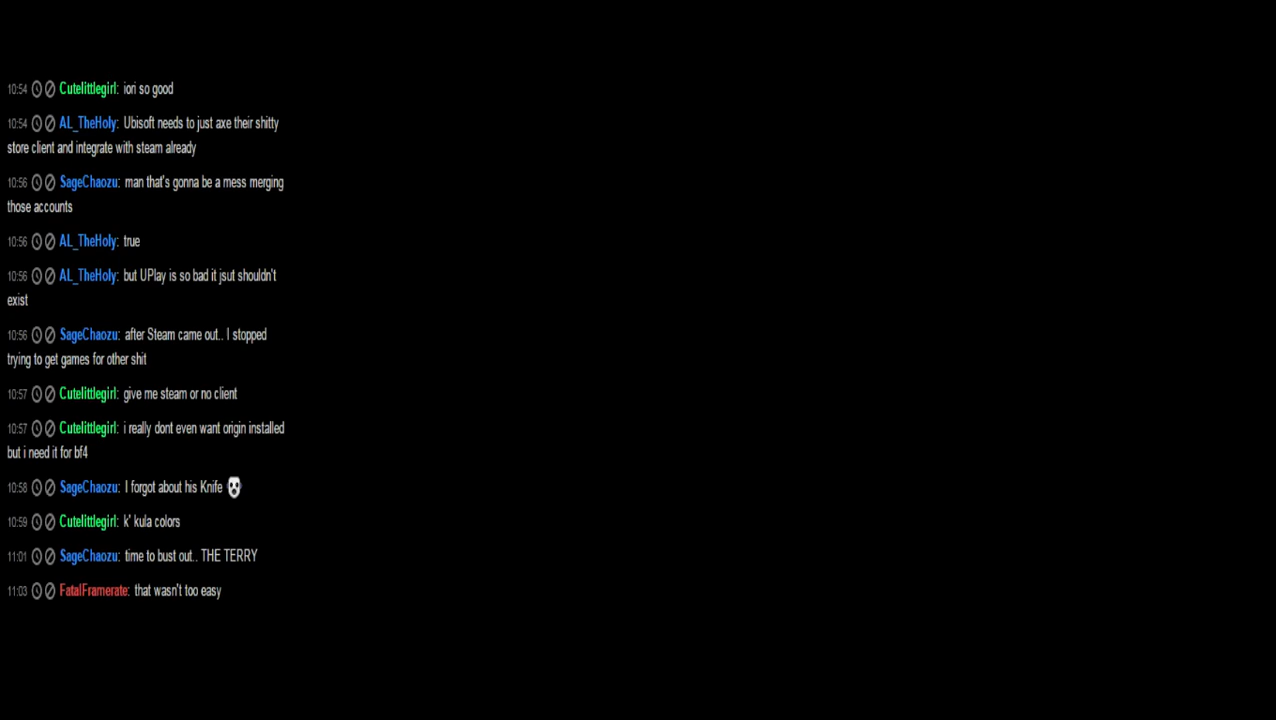 10:54 Cutelittlegirl: iori so good
10:54 AL_TheHoly: Ubisoft needs to just axe their shitty
store client and integrate with steam already
10:56 SageChaozu: man that's gonna be a mess merging
those accounts
10:56 AL_TheHoly: true
10:56 AL_TheHoly: but UPlay is so bad it jsut shouldn't
exist
10:56 SageChaozu: after Steam came out.. I stopped
trying to get games for other shit
10:57 Cutelittlegirl: give me steam or no client
10:57 Cutelittlegirl: i really dont even want origin installed
but i need it for bf4
10:58 SageChaozu: I forgot about his Knife
10:59 Cutelittlegirl: k' kula colors
11:01 SageChaozu: time to bust out.. THE TERRY
11:03 FatalFramerate: that wasn't too easy